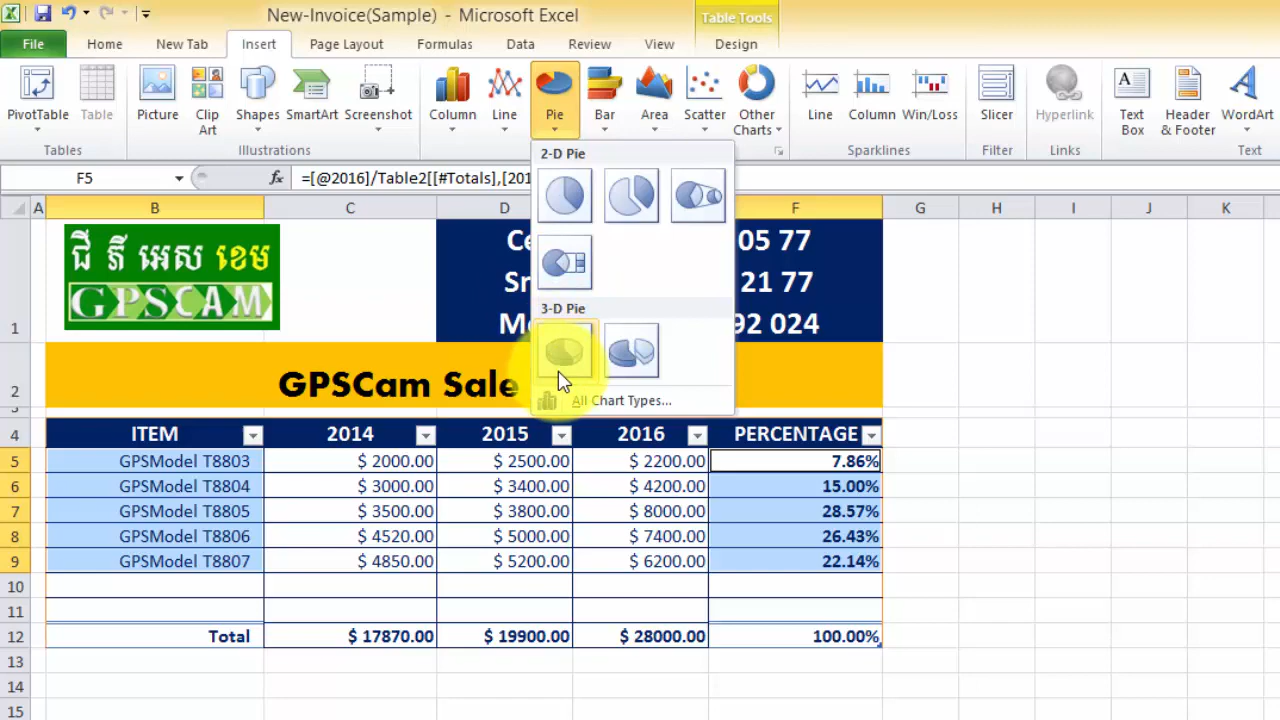 New-Invoice(Sample) - Microsoft Excel
Table Tools
File Home New Tab Insert Page Layout Formulas Data Review View Design
PivotTable Table Picture Clip Art Shapes SmartArt Screenshot Column Line Pie Bar Area Scatter Other Charts Line Column Win/Loss Slicer Hyperlink Text Box Header & Footer WordArt
Tables Illustrations Sparklines Filter Links Text
F5 fx =[@2016]/Table2[[#Totals],[201
2-D Pie
3-D Pie
All Chart Types...
A B C D F G H I J K
ជី ភី អេស ខេម
GPSCAM
05 77
21 77
92 024
1
2 GPSCam Sale
3
4 ITEM 2014 2015 2016 PERCENTAGE
5 GPSModel T8803 $ 2000.00 $ 2500.00 $ 2200.00 7.86%
6 GPSModel T8804 $ 3000.00 $ 3400.00 $ 4200.00 15.00%
7 GPSModel T8805 $ 3500.00 $ 3800.00 $ 8000.00 28.57%
8 GPSModel T8806 $ 4520.00 $ 5000.00 $ 7400.00 26.43%
9 GPSModel T8807 $ 4850.00 $ 5200.00 $ 6200.00 22.14%
10
11
12 Total $ 17870.00 $ 19900.00 $ 28000.00 100.00%
13
14
15